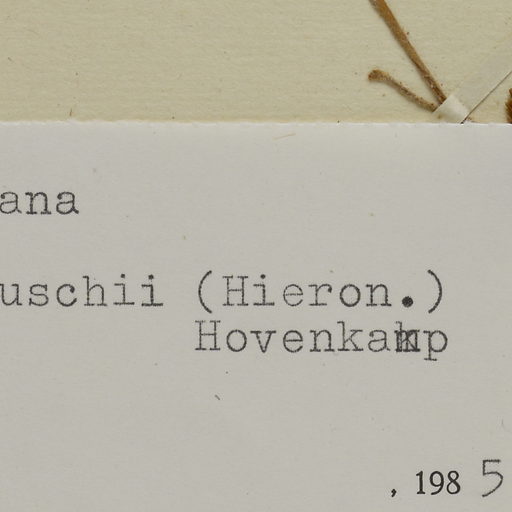 ana
uschii (Hieron.)
Hovenkamp
, 1985